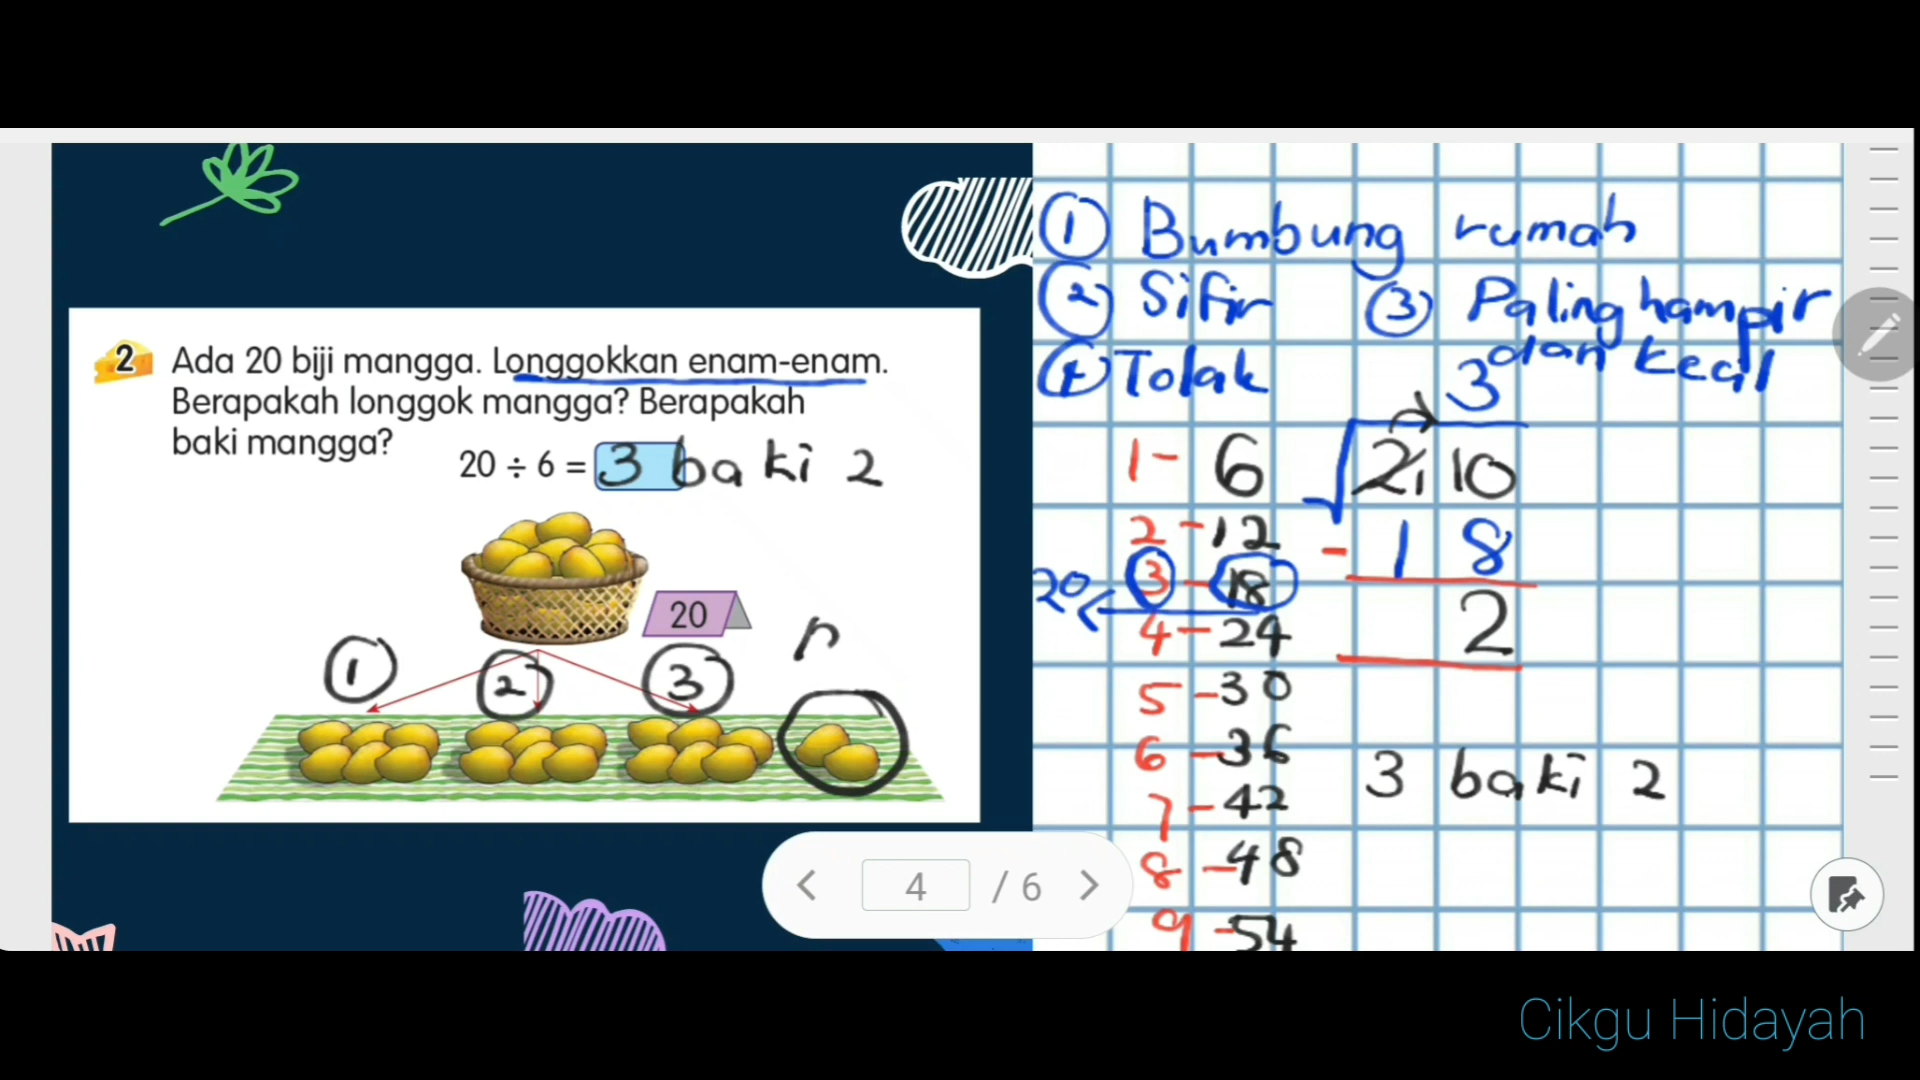 2 Ada 20 biji mangga. Longgokkan enam-enam.
Berapakah longgok mangga? Berapakah
baki mangga?
20 ÷ 6 = 3 baki 2
20
r
1 2 3
4 / 6
① Bumbung rumah
② Sifir ③ Paling hampir
dan kecil
④ Tolak
3
1 - 6 2 10
2 - 12 - 1 8
20 < 3 - 18
4 - 24 2
5 - 30
6 - 36
3 baki 2
7 - 42
8 - 48
9 - 54
Cikgu Hidayah